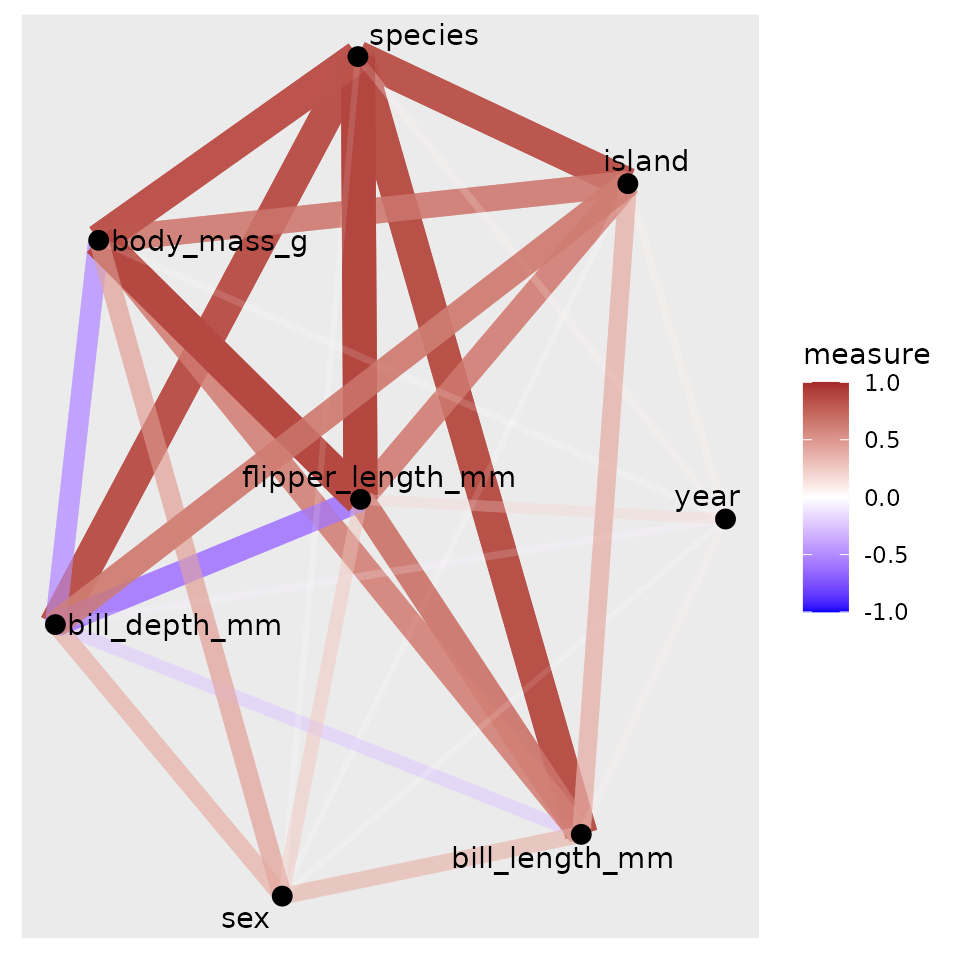 species
island
body_mass_g
flipper_length_mm
year
bill_depth_mm
bill_length_mm
sex
measure
1.0
0.5
0.0
-0.5
-1.0